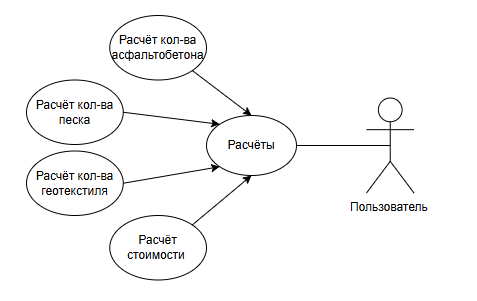 Расчёт кол-ва
асфальтобетона
Расчёт кол-ва
песка
Расчёты
Расчёт кол-ва
геотекстиля
Пользователь
Расчёт
стоимости